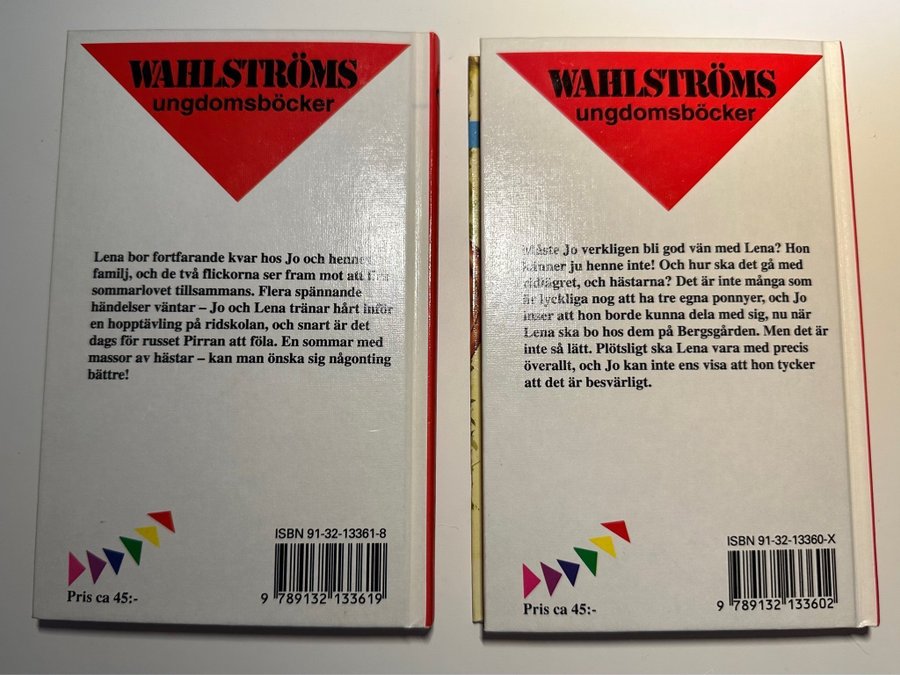 WAHLSTRÖMS
ungdomsböcker
Lena bor fortfarande kvar hos Jo och hennes
familj, och de två flickorna ser fram mot att fira
sommarlovet tillsammans. Flera spännande
händelser väntar – Jo och Lena tränar hårt inför
en hopptävling på ridskolan, och snart är det
dags för russet Pirran att föla. En sommar med
massor av hästar – kan man önska sig någonting
bättre!
Pris ca 45:-
ISBN 91-32-13361-8
9 789132 133619
WAHLSTRÖMS
ungdomsböcker
Måste Jo verkligen bli god vän med Lena? Hon
känner ju henne inte! Och hur ska det gå med
ridlägret, och hästarna? Det är inte många som
är lyckliga nog att ha tre egna ponnyer, och Jo
inser att hon borde kunna dela med sig, nu när
Lena ska bo hos dem på Bergsgården. Men det är
inte så lätt. Plötsligt ska Lena vara med precis
överallt, och Jo kan inte ens visa att hon tycker
att det är besvärligt.
Pris ca 45:-
ISBN 91-32-13360-X
9 789132 133602